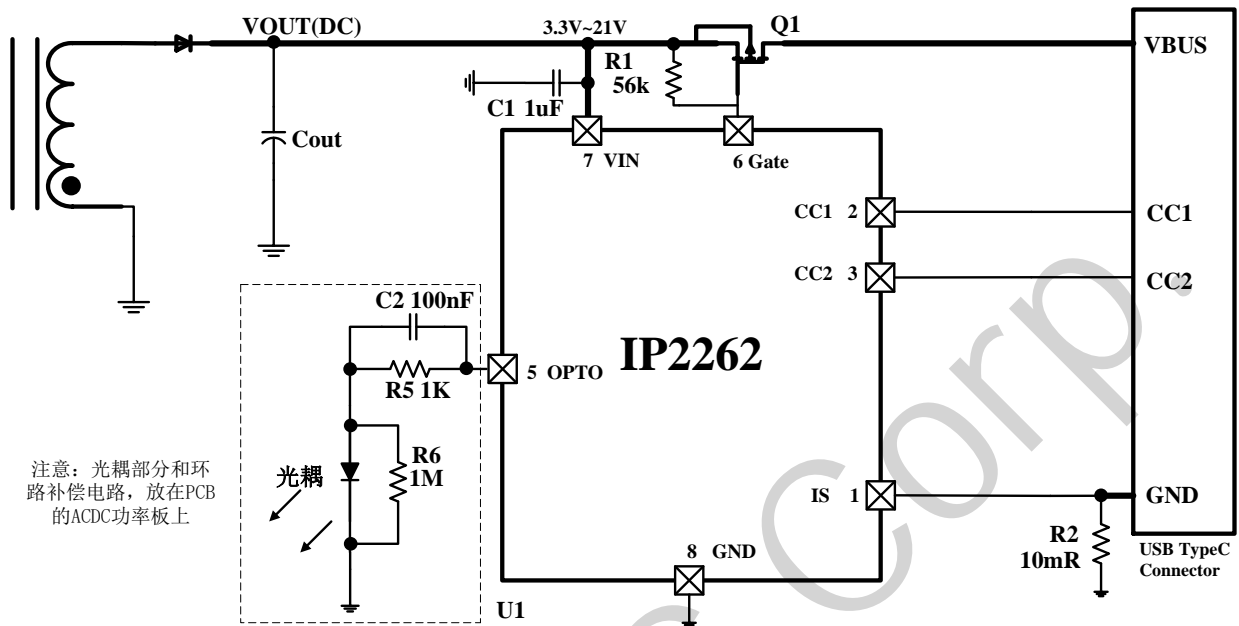 VOUT(DC)
3.3V~21V
Q1
VBUS
R1
56k
C1 1uF
Cout
7 VIN
6 Gate
CC1 2
CC1
CC2 3
CC2
C2 100nF
IP2262
5 OPTO
R5 1K
R6
1M
光耦
注意：光耦部分和环
路补偿电路，放在PCB
的ACDC功率板上
IS 1
GND
R2
10mR
8 GND
U1
USB TypeC
Connector
Corp.